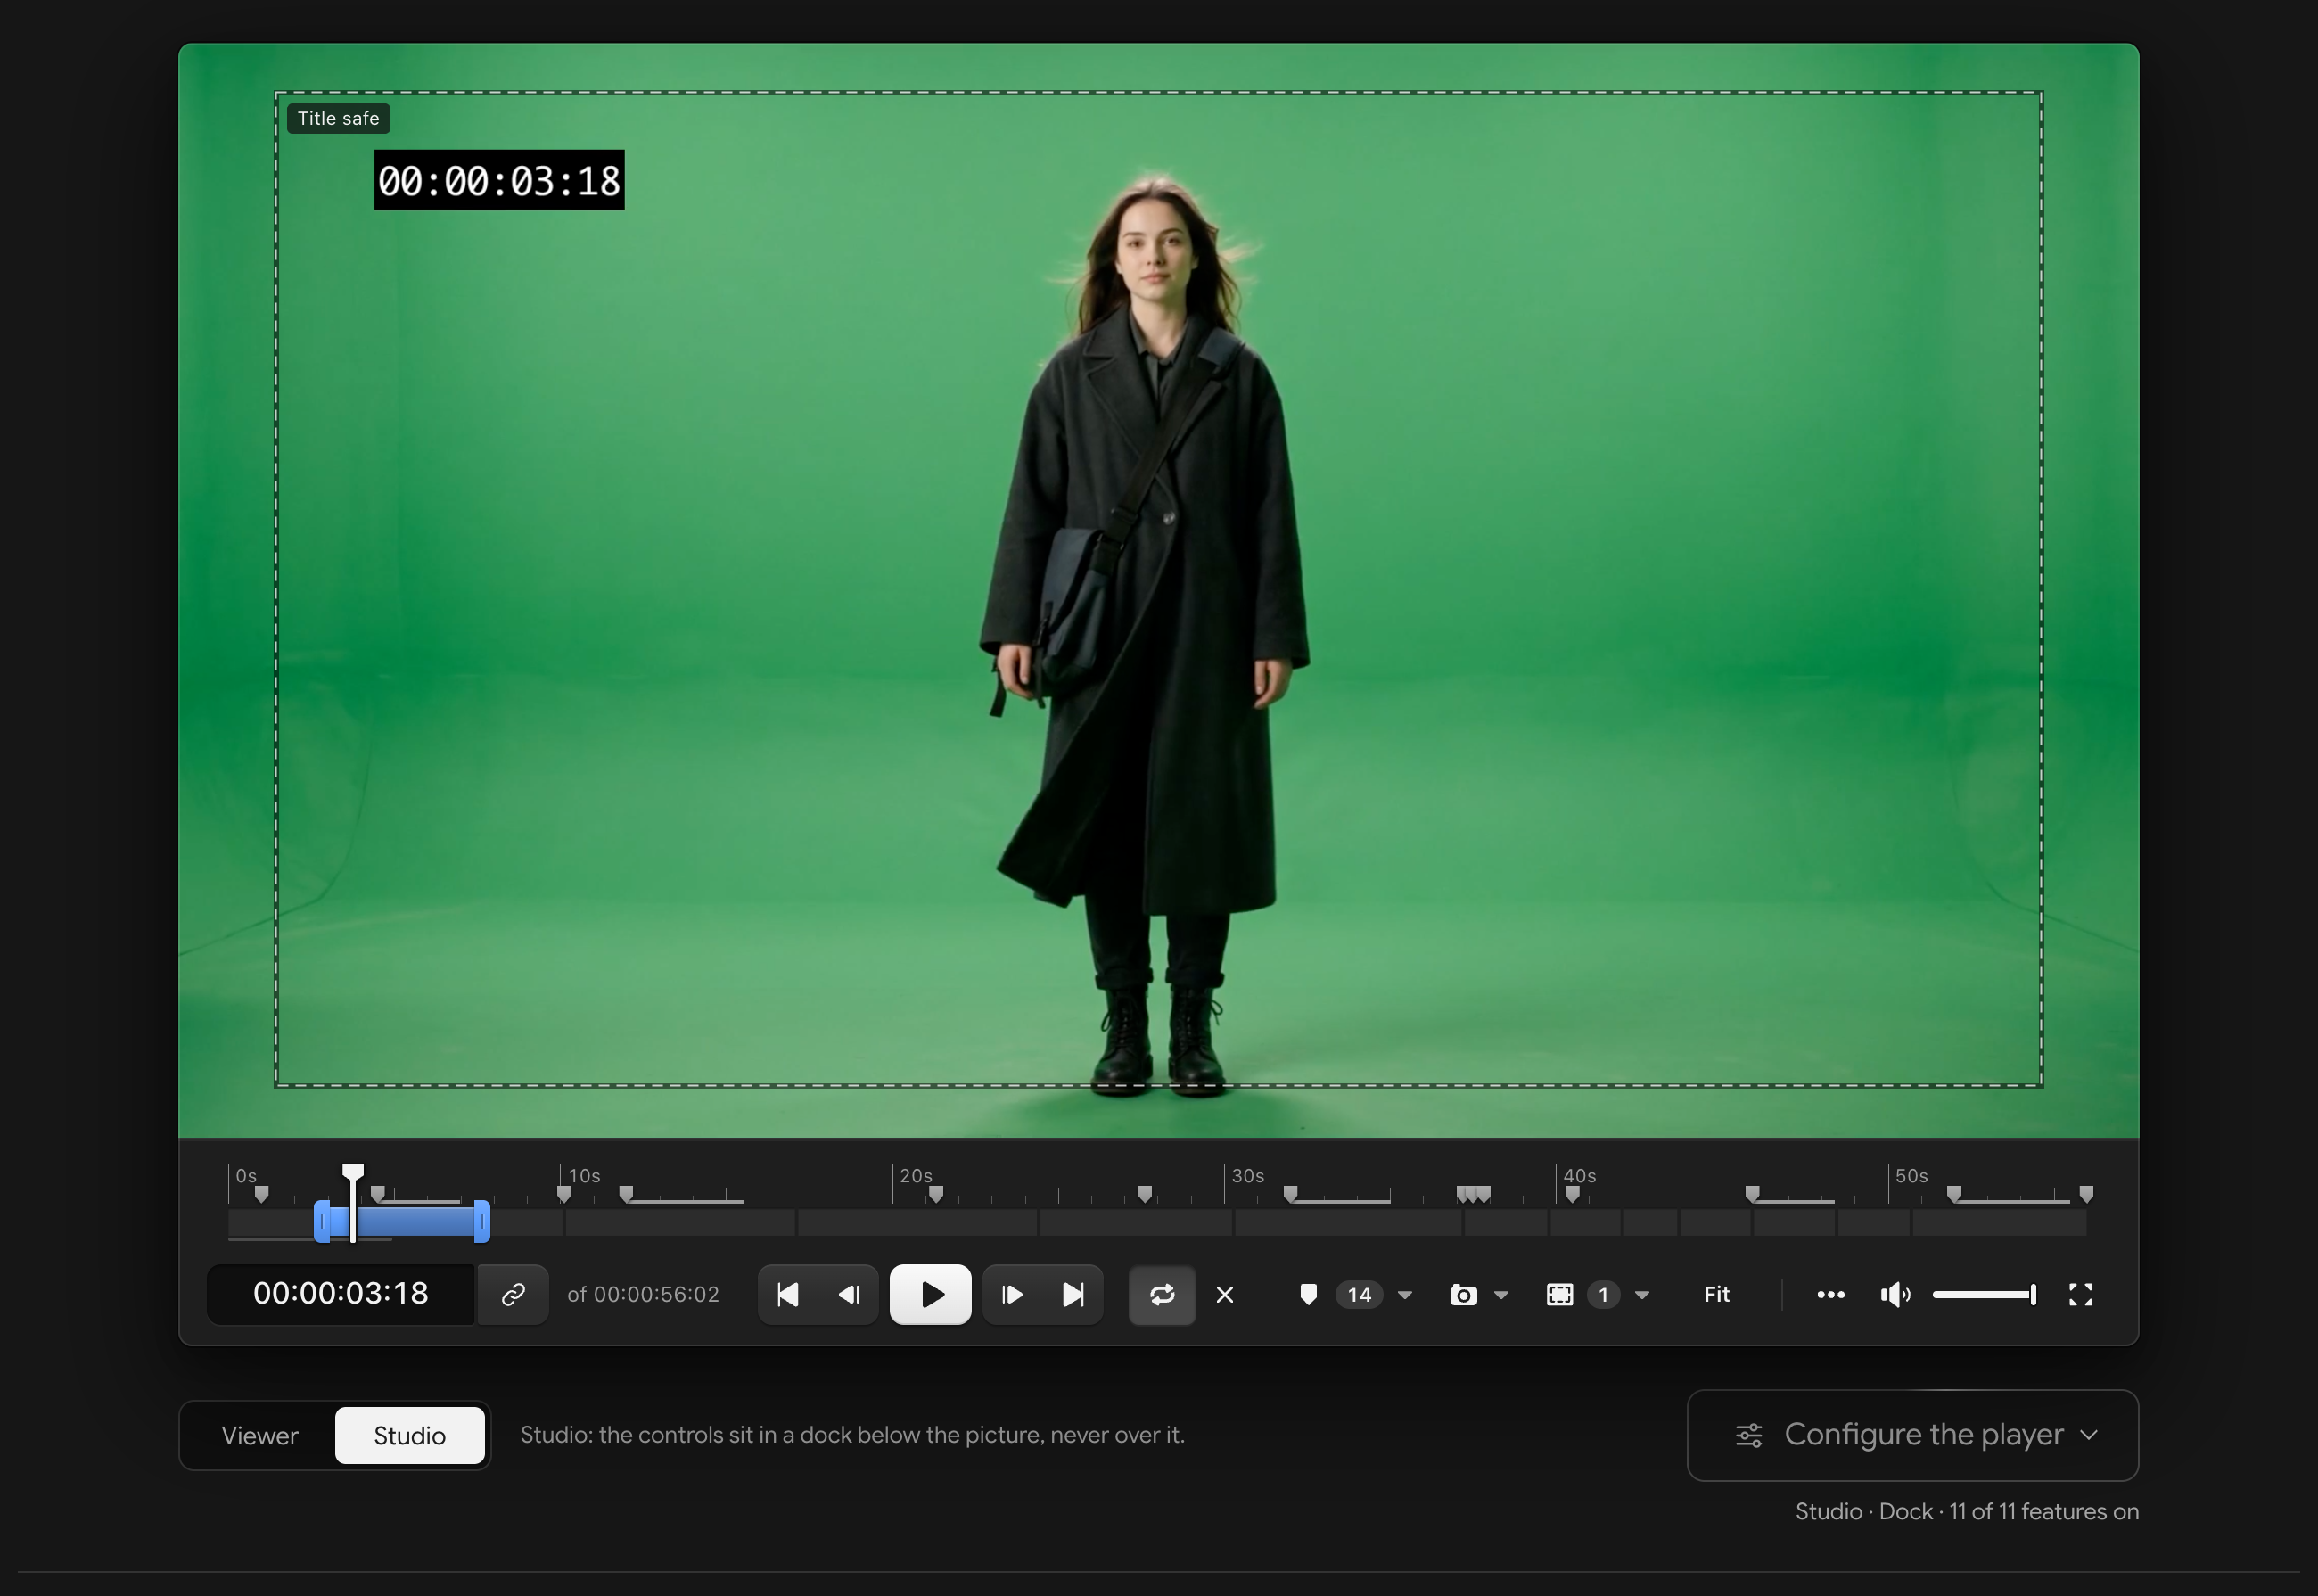 Title safe
00:00:03:18
0s 10s 20s 30s 40s 50s
00:00:03:18 of 00:00:56:02 14 1 Fit
Viewer Studio Studio: the controls sit in a dock below the picture, never over it. Configure the player
Studio · Dock · 11 of 11 features on